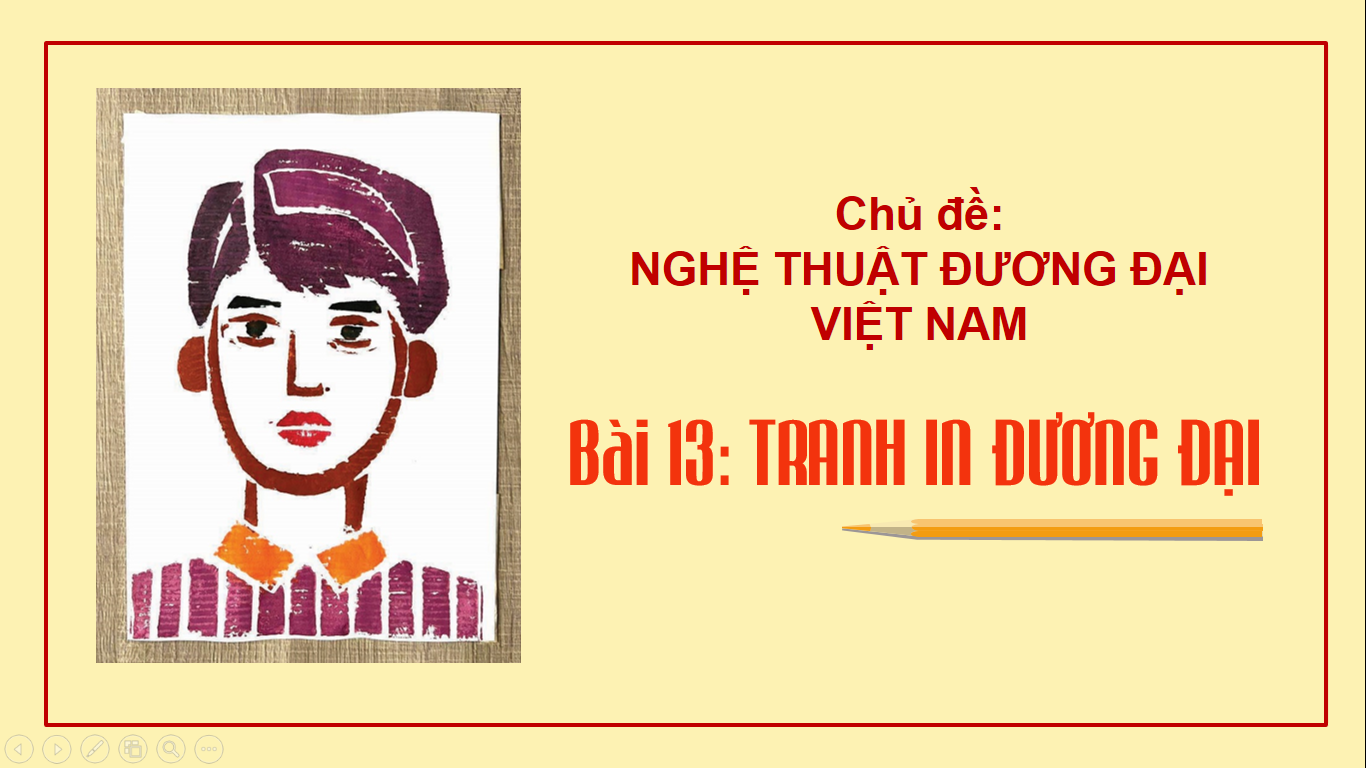 Chủ đề:
NGHỆ THUẬT ĐƯƠNG ĐẠI
VIỆT NAM
Bài 13: TRANH IN ĐƯƠNG ĐẠI